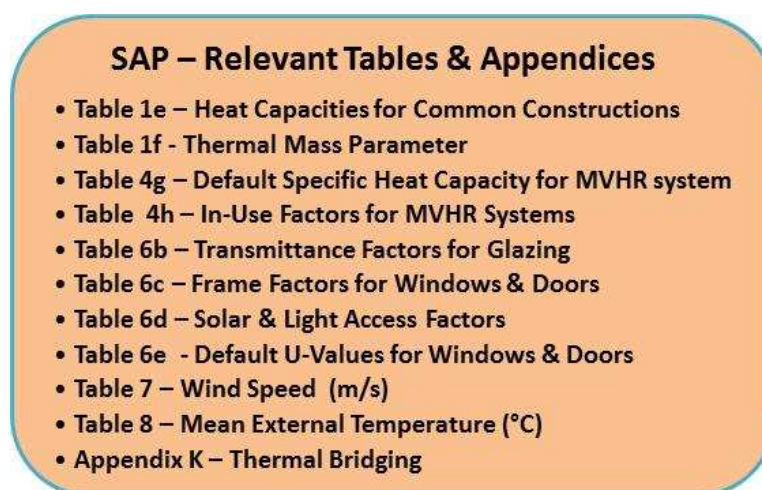 SAP – Relevant Tables & Appendices
• Table 1e – Heat Capacities for Common Constructions
• Table 1f - Thermal Mass Parameter
• Table 4g – Default Specific Heat Capacity for MVHR system
• Table 4h – In-Use Factors for MVHR Systems
• Table 6b – Transmittance Factors for Glazing
• Table 6c – Frame Factors for Windows & Doors
• Table 6d – Solar & Light Access Factors
• Table 6e - Default U-Values for Windows & Doors
• Table 7 – Wind Speed (m/s)
• Table 8 – Mean External Temperature (°C)
• Appendix K – Thermal Bridging